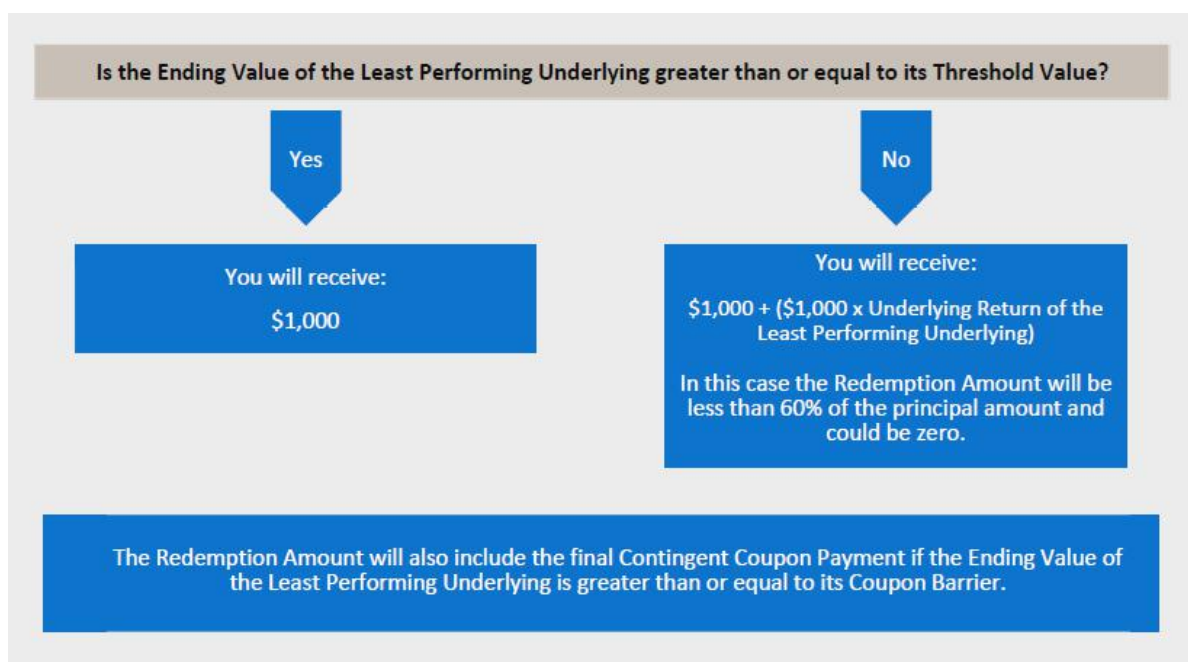 Is the Ending Value of the Least Performing Underlying greater than or equal to its Threshold Value?
Yes
No
You will receive:
$1,000
You will receive:
$1,000 + ($1,000 x Underlying Return of the
Least Performing Underlying)
In this case the Redemption Amount will be
less than 60% of the principal amount and
could be zero.
The Redemption Amount will also include the final Contingent Coupon Payment if the Ending Value of
the Least Performing Underlying is greater than or equal to its Coupon Barrier.